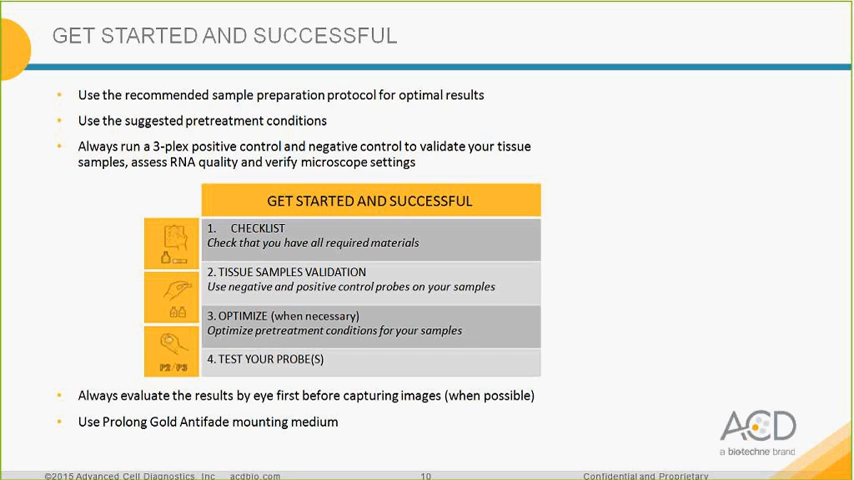 GET STARTED AND SUCCESSFUL
• Use the recommended sample preparation protocol for optimal results
• Use the suggested pretreatment conditions
• Always run a 3-plex positive control and negative control to validate your tissue
samples, assess RNA quality and verify microscope settings
GET STARTED AND SUCCESSFUL
1. CHECKLIST
Check that you have all required materials
2. TISSUE SAMPLES VALIDATION
Use negative and positive control probes on your samples
3. OPTIMIZE (when necessary)
Optimize pretreatment conditions for your samples
P2/P3
4. TEST YOUR PROBE(S)
• Always evaluate the results by eye first before capturing images (when possible)
• Use Prolong Gold Antifade mounting medium
ACD
a biotechne brand
©2015 Advanced Cell Diagnostics, Inc acdbio.com 10 Confidential and Proprietary